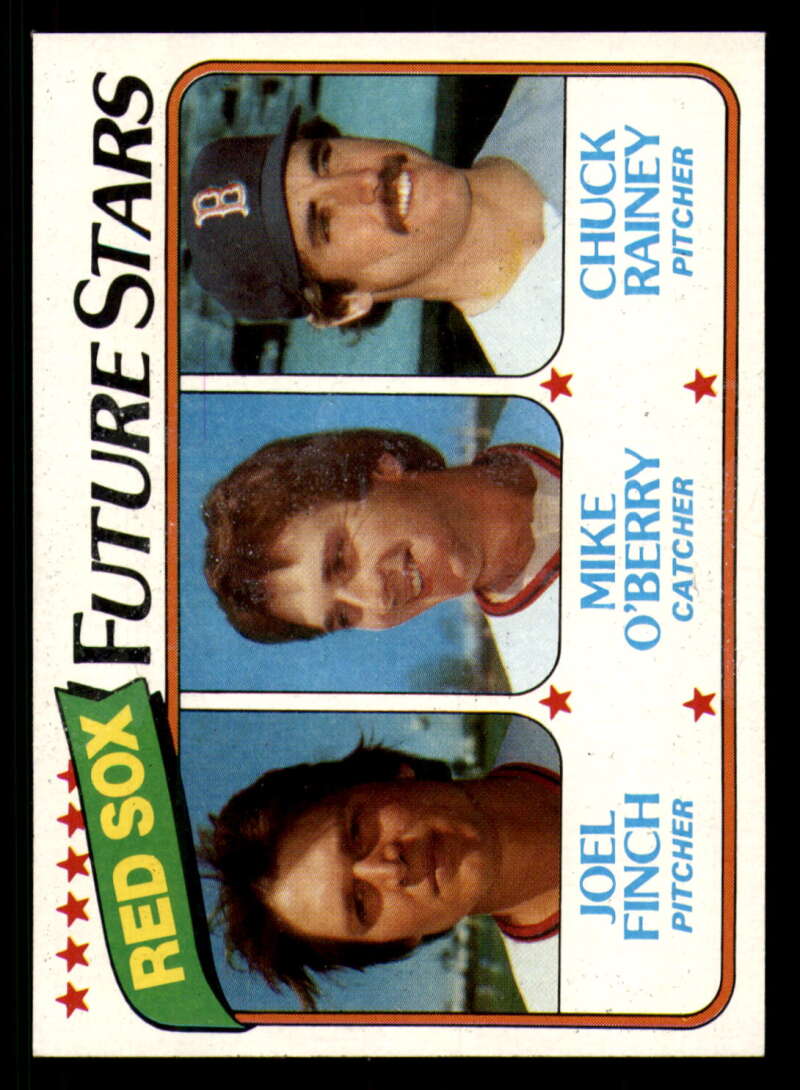 RED SOX
FUTURE STARS
B
JOEL
FINCH
PITCHER
MIKE
O'BERRY
CATCHER
CHUCK
RAINEY
PITCHER